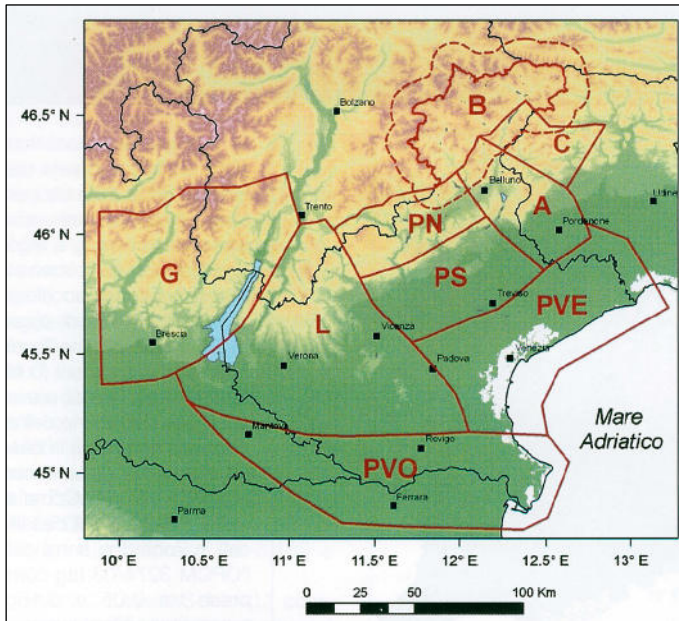 46.5° N
46° N
45.5° N
45° N
Bolzano
B
C
Belluno
Udine
Trento
A
Pordenone
PN
G
PS
Treviso
PVE
L
Vicenza
Brescia
Verona
Padova
Venezia
Mare
Adriatico
Mantova
Rovigo
PVO
Ferrara
Parma
10° E
10.5° E
11° E
11.5° E
12° E
12.5° E
13° E
0 25 50 100 Km